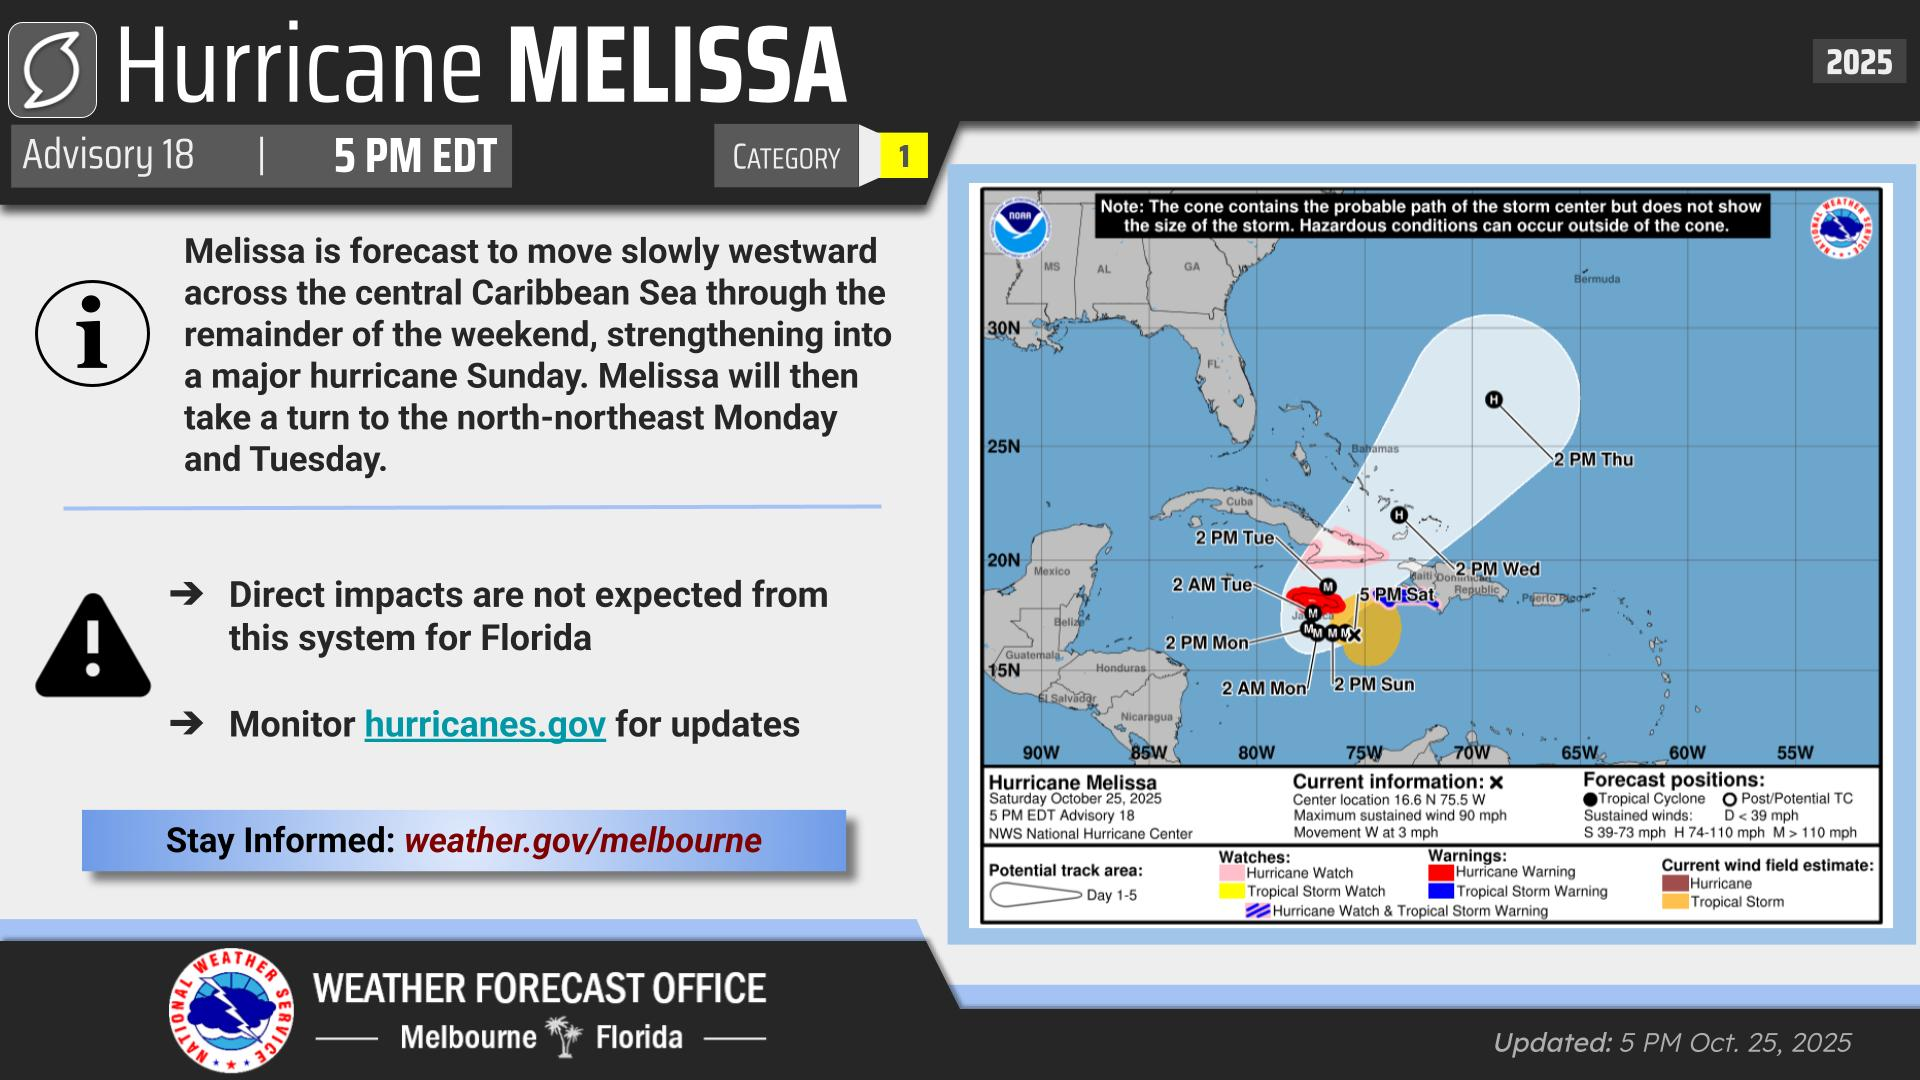 Hurricane MELISSA
2025
Advisory 18 | 5 PM EDT
CATEGORY 1
Melissa is forecast to move slowly westward
across the central Caribbean Sea through the
remainder of the weekend, strengthening into
a major hurricane Sunday. Melissa will then
take a turn to the north-northeast Monday
and Tuesday.
➔ Direct impacts are not expected from
this system for Florida
➔ Monitor hurricanes.gov for updates
Stay Informed: weather.gov/melbourne
NATIONAL WEATHER SERVICE
WEATHER FORECAST OFFICE
Melbourne Florida
NOAA
Note: The cone contains the probable path of the storm center but does not show
the size of the storm. Hazardous conditions can occur outside of the cone.
NATIONAL WEATHER SERVICE
MS
AL
GA
Bermuda
30N
FL
25N
Bahamas
2 PM Thu
H
Cuba
H
2 PM Tue
20N
Mexico
2 PM Wed
Haiti
Dominican
Republic
Puerto Rico
2 AM Tue
M
5 PM Sat
M
Belize
2 PM Mon
M M M M
Guatemala
15N
Honduras
2 AM Mon
2 PM Sun
El Salvador
Nicaragua
90W 85W 80W 75W 70W 65W 60W 55W
Hurricane Melissa
Saturday October 25, 2025
5 PM EDT Advisory 18
NWS National Hurricane Center
Current information: x
Center location 16.6 N 75.5 W
Maximum sustained wind 90 mph
Movement W at 3 mph
Forecast positions:
Tropical Cyclone Post/Potential TC
Sustained winds: D < 39 mph
S 39-73 mph H 74-110 mph M > 110 mph
Potential track area:
Day 1-5
Watches:
Hurricane Watch
Tropical Storm Watch
Warnings:
Hurricane Warning
Tropical Storm Warning
Hurricane Watch & Tropical Storm Warning
Current wind field estimate:
Hurricane
Tropical Storm
Updated: 5 PM Oct. 25, 2025